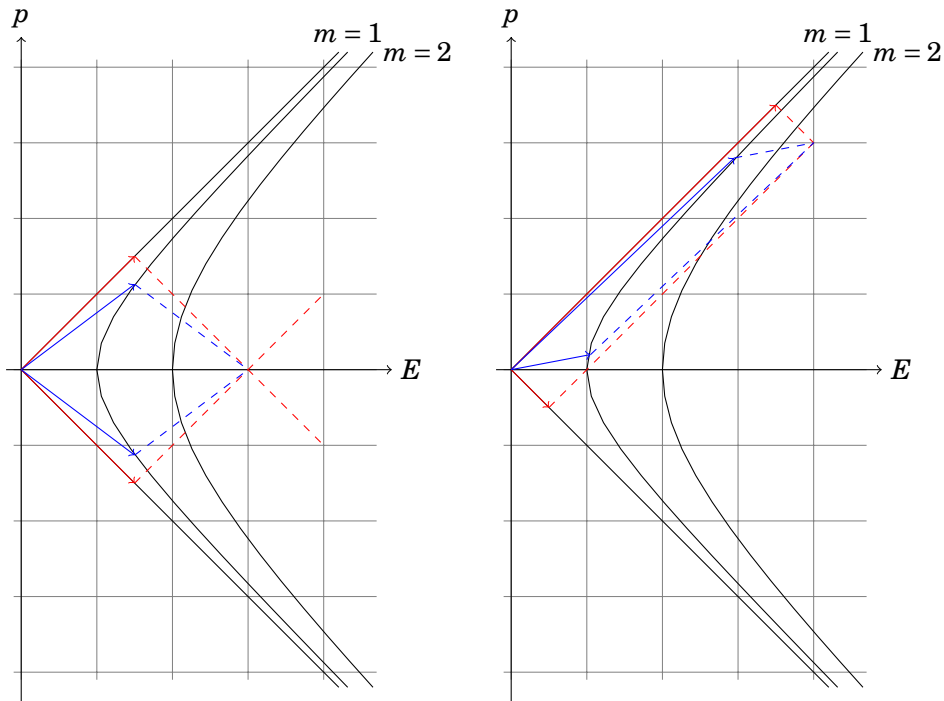 p
m = 1
m = 2
E
p
m = 1
m = 2
E